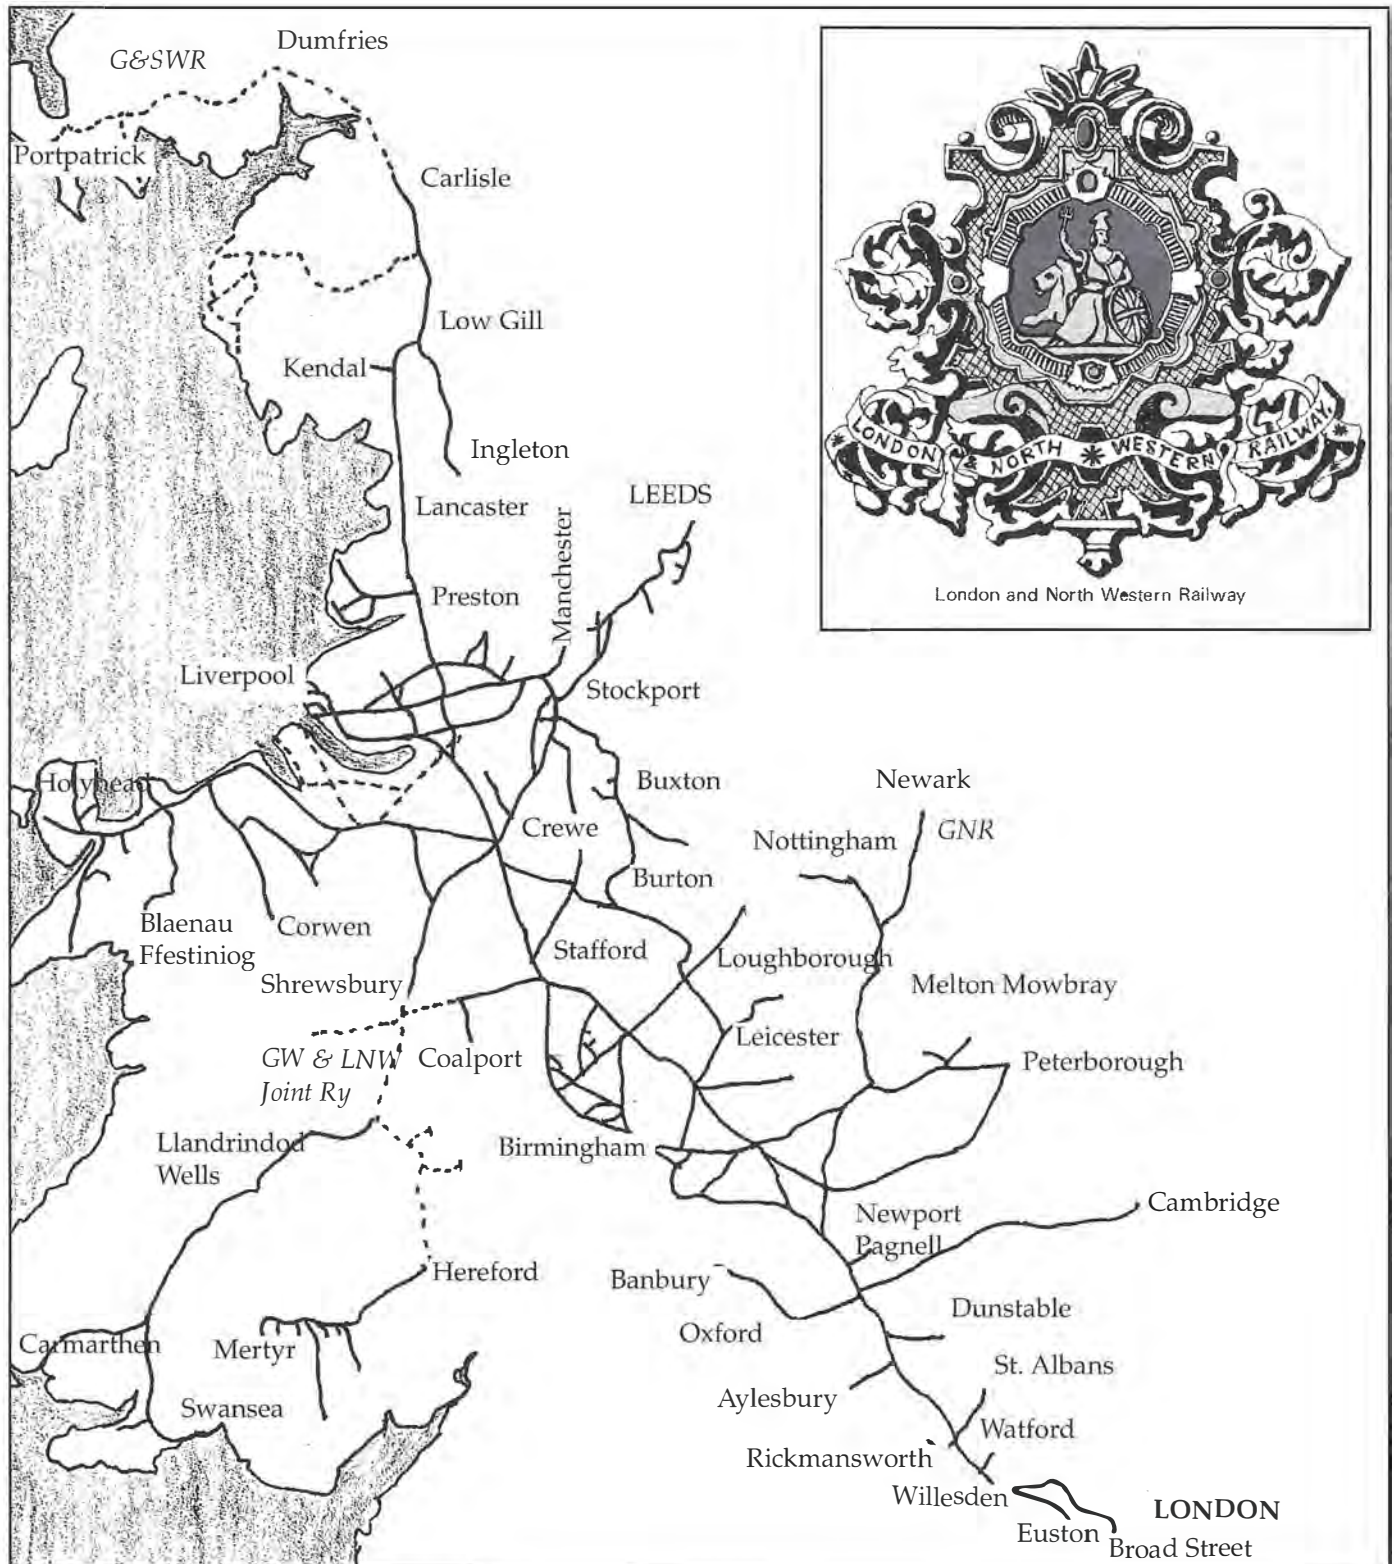 Dumfries
G&SWR
Portpatrick
Carlisle
Low Gill
Kendal
Ingleton
LEEDS
Lancaster
Manchester
Preston
Liverpool
Stockport
Holyhead
Buxton
Newark
Crewe
Nottingham
GNR
Burton
Blaenau
Ffestiniog
Corwen
Stafford
Loughborough
Shrewsbury
Melton Mowbray
Leicester
GW & LNW
Joint Ry
Coalport
Peterborough
Llandrindod
Wells
Birmingham
Cambridge
Newport
Pagnell
Hereford
Banbury
Dunstable
Oxford
Carmarthen
Mertyr
St. Albans
Aylesbury
Swansea
Watford
Rickmansworth
Willesden
LONDON
Euston
Broad Street
LONDON & NORTH WESTERN RAILWAY.
London and North Western Railway